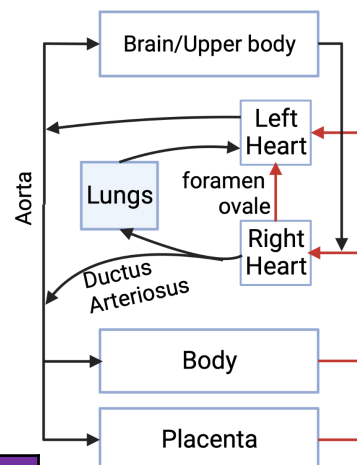 Brain/Upper body
Left
Heart
Lungs
foramen
ovale
Aorta
Right
Heart
Ductus
Arteriosus
Body
Placenta